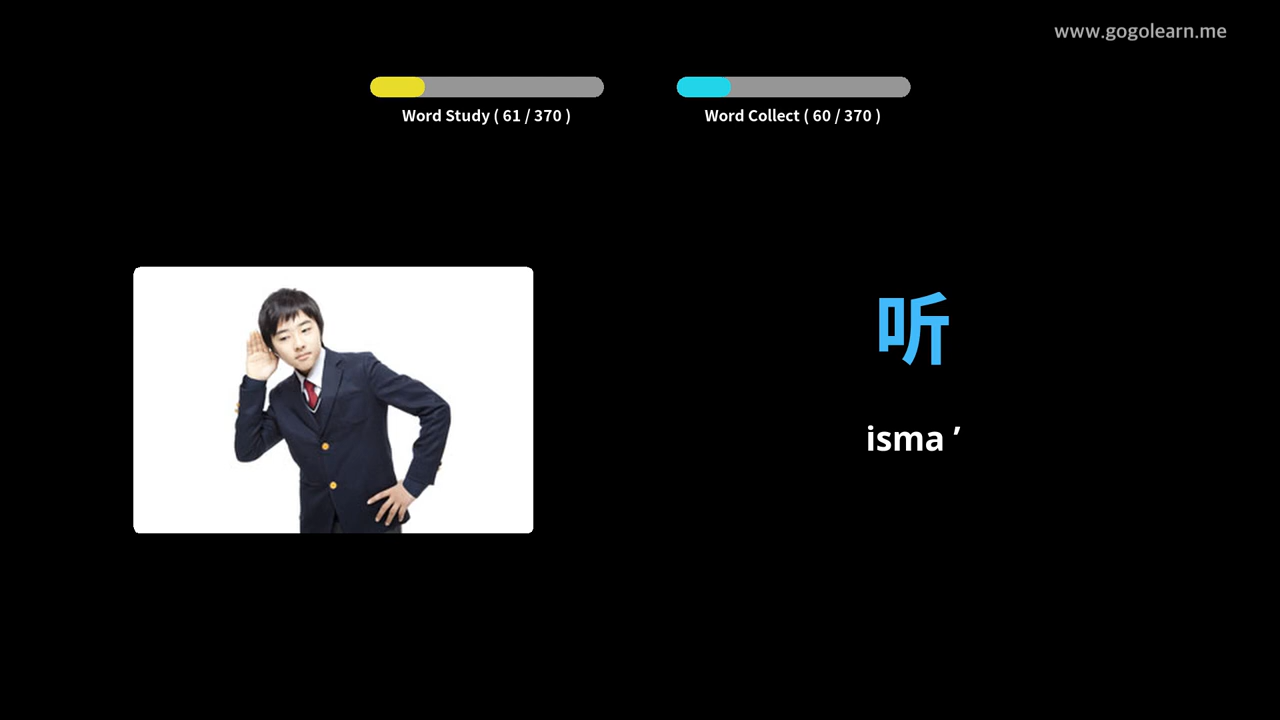 www.gogolearn.me
Word Study ( 61 / 370 )
Word Collect ( 60 / 370 )
听
isma ’